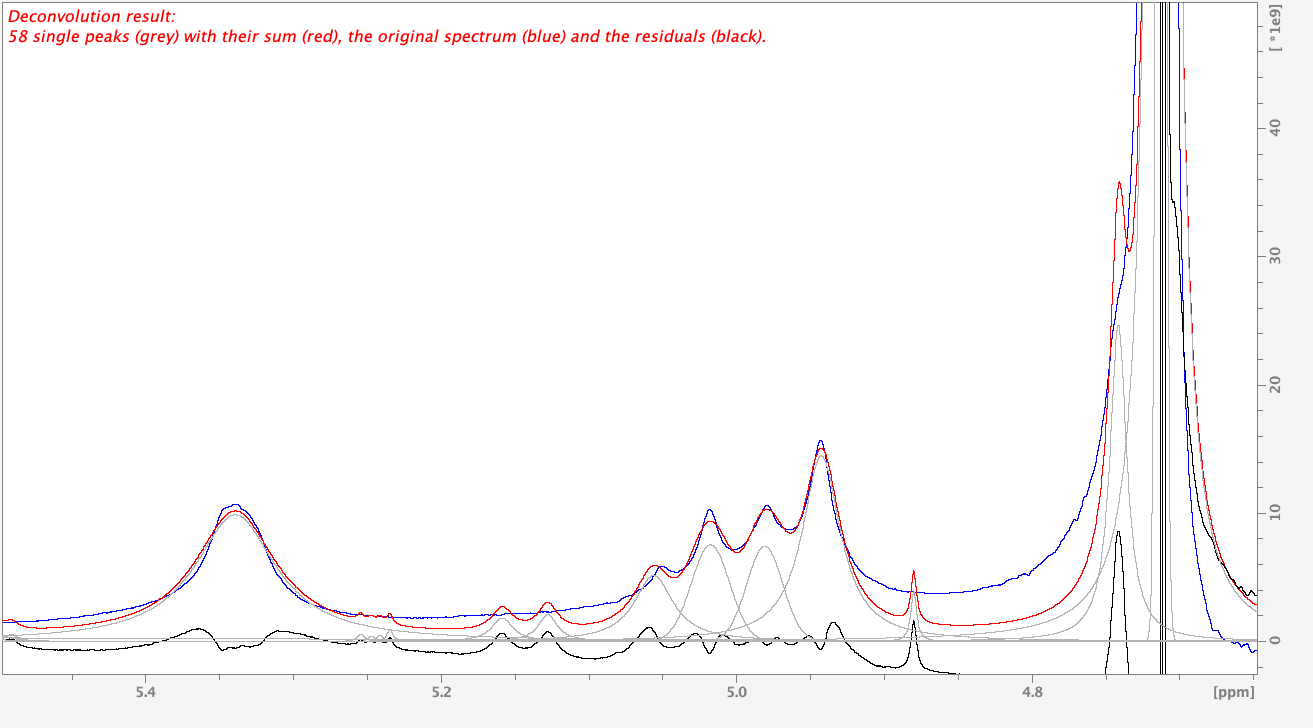 Deconvolution result:
58 single peaks (grey) with their sum (red), the original spectrum (blue) and the residuals (black).
[ *1e9]
40
30
20
10
0
5.4 5.2 5.0 4.8 [ppm]